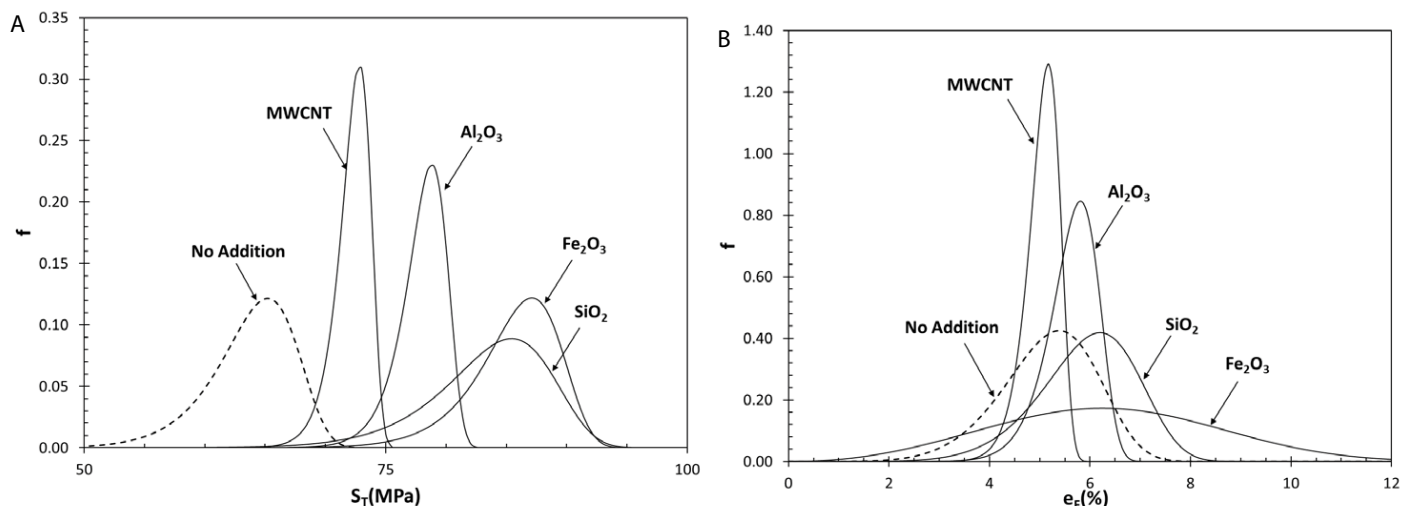 A
0.35
0.30
0.25
0.20
0.15
0.10
0.05
0.00
f
50
75
100
S_T(MPa)
MWCNT
Al₂O₃
No Addition
Fe₂O₃
SiO₂
B
1.40
1.20
1.00
0.80
0.60
0.40
0.20
0.00
f
0
2
4
6
8
10
12
e_F(%)
MWCNT
Al₂O₃
No Addition
SiO₂
Fe₂O₃